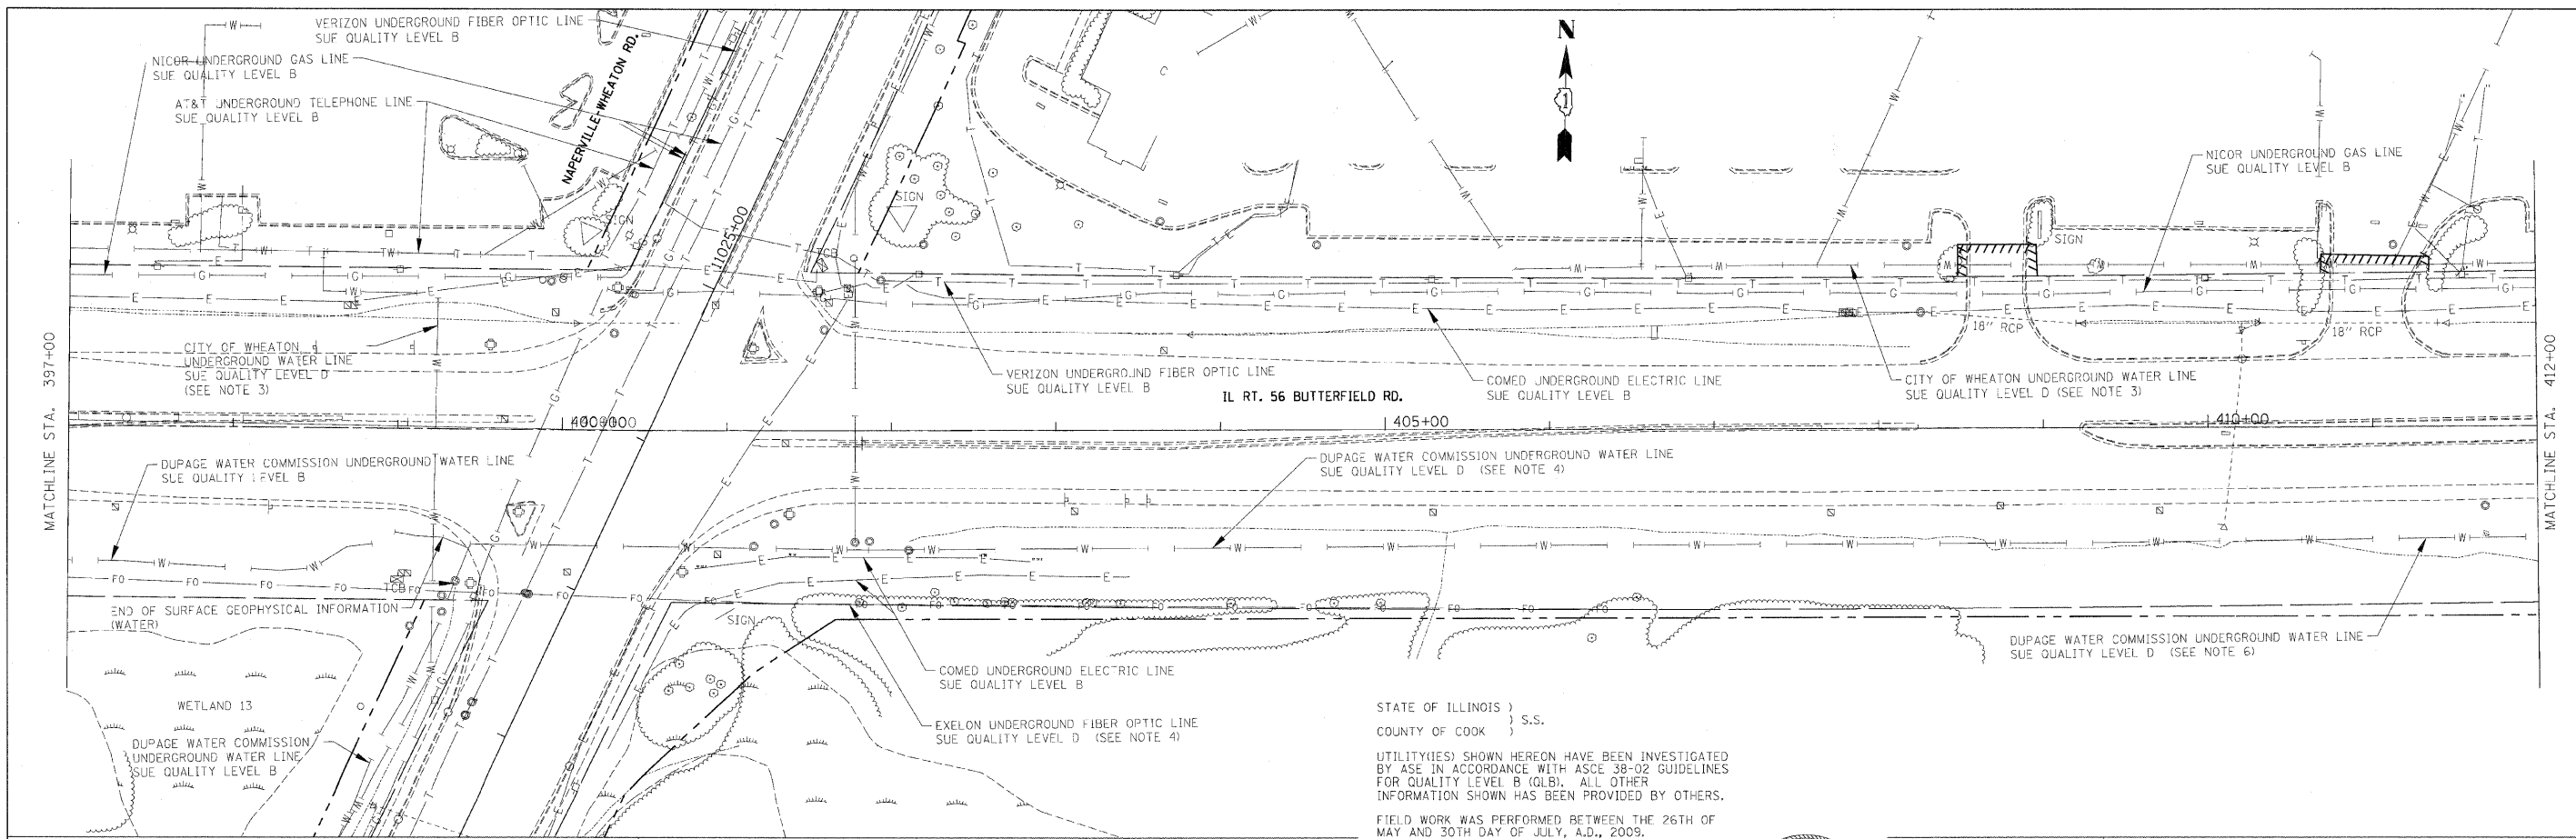 VERIZON UNDERGROUND FIBER OPTIC LINE
SUE QUALITY LEVEL B
NICOR UNDERGROUND GAS LINE
SUE QUALITY LEVEL B
AT&T UNDERGROUND TELEPHONE LINE
SUE QUALITY LEVEL B
NAPERVILLE-WHEATON RD.
N
1
NICOR UNDERGROUND GAS LINE
SUE QUALITY LEVEL B
SIGN
SIGN
SIGN
11025+00
TCB
MATCHLINE STA. 397+00
CITY OF WHEATON
UNDERGROUND WATER LINE
SUE QUALITY LEVEL D
(SEE NOTE 3)
VERIZON UNDERGROUND FIBER OPTIC LINE
SUE QUALITY LEVEL B
COMED UNDERGROUND ELECTRIC LINE
SUE QUALITY LEVEL B
CITY OF WHEATON UNDERGROUND WATER LINE
SUE QUALITY LEVEL D (SEE NOTE 3)
18" RCP
18" RCP
MATCHLINE STA. 412+00
IL RT. 56 BUTTERFIELD RD.
405+00
410+00
DUPAGE WATER COMMISSION UNDERGROUND WATER LINE
SUE QUALITY LEVEL B
DUPAGE WATER COMMISSION UNDERGROUND WATER LINE
SUE QUALITY LEVEL D (SEE NOTE 4)
TCB
END OF SURFACE GEOPHYSICAL INFORMATION
(WATER)
SIGN
DUPAGE WATER COMMISSION UNDERGROUND WATER LINE
SUE QUALITY LEVEL D (SEE NOTE 6)
COMED UNDERGROUND ELECTRIC LINE
SUE QUALITY LEVEL B
WETLAND 13
EXELON UNDERGROUND FIBER OPTIC LINE
SUE QUALITY LEVEL D (SEE NOTE 4)
DUPAGE WATER COMMISSION
UNDERGROUND WATER LINE
SUE QUALITY LEVEL B
STATE OF ILLINOIS )
) S.S.
COUNTY OF COOK )
UTILITY(IES) SHOWN HEREON HAVE BEEN INVESTIGATED
BY ASE IN ACCORDANCE WITH ASCE 38-02 GUIDELINES
FOR QUALITY LEVEL B (QLB). ALL OTHER
INFORMATION SHOWN HAS BEEN PROVIDED BY OTHERS.
FIELD WORK WAS PERFORMED BETWEEN THE 26TH OF
MAY AND 30TH DAY OF JULY, A.D., 2009.